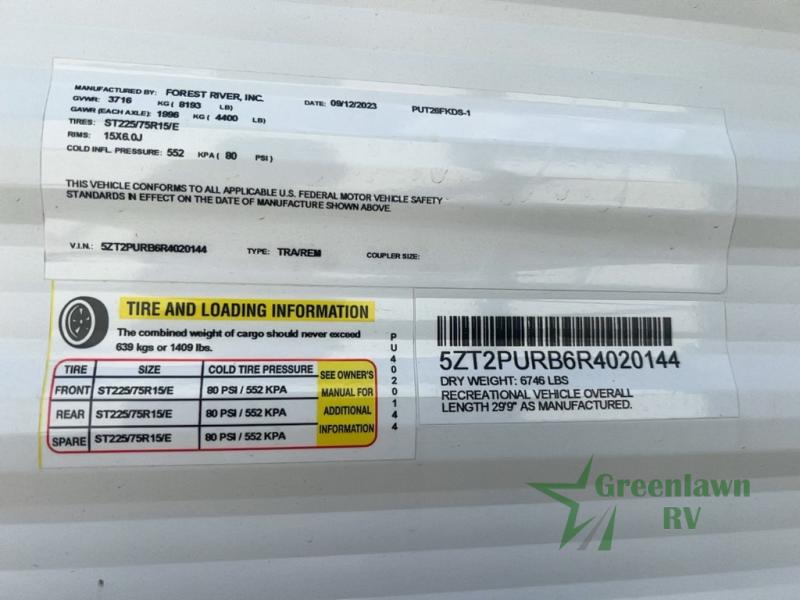 MANUFACTURED BY: FOREST RIVER, INC. DATE: 09/12/2023 PUT26FKDS-1
GVWR: 3716 KG ( 8193 LB)
GAWR (EACH AXLE): 1996 KG ( 4400 LB)
TIRES: ST225/75R15/E
RIMS: 15X6.0J
COLD INFL. PRESSURE: 552 KPA ( 80 PSI )
THIS VEHICLE CONFORMS TO ALL APPLICABLE U.S. FEDERAL MOTOR VEHICLE SAFETY
STANDARDS IN EFFECT ON THE DATE OF MANUFACTURE SHOWN ABOVE.
V.I.N.: 5ZT2PURB6R4020144 TYPE: TRA/REM COUPLER SIZE:
TIRE AND LOADING INFORMATION
The combined weight of cargo should never exceed
639 kgs or 1409 lbs.
TIRE SIZE COLD TIRE PRESSURE SEE OWNER'S
FRONT ST225/75R15/E 80 PSI / 552 KPA MANUAL FOR
REAR ST225/75R15/E 80 PSI / 552 KPA ADDITIONAL
SPARE ST225/75R15/E 80 PSI / 552 KPA INFORMATION
PU4020144
5ZT2PURB6R4020144
DRY WEIGHT: 6746 LBS
RECREATIONAL VEHICLE OVERALL
LENGTH 29'9" AS MANUFACTURED.
Greenlawn
RV